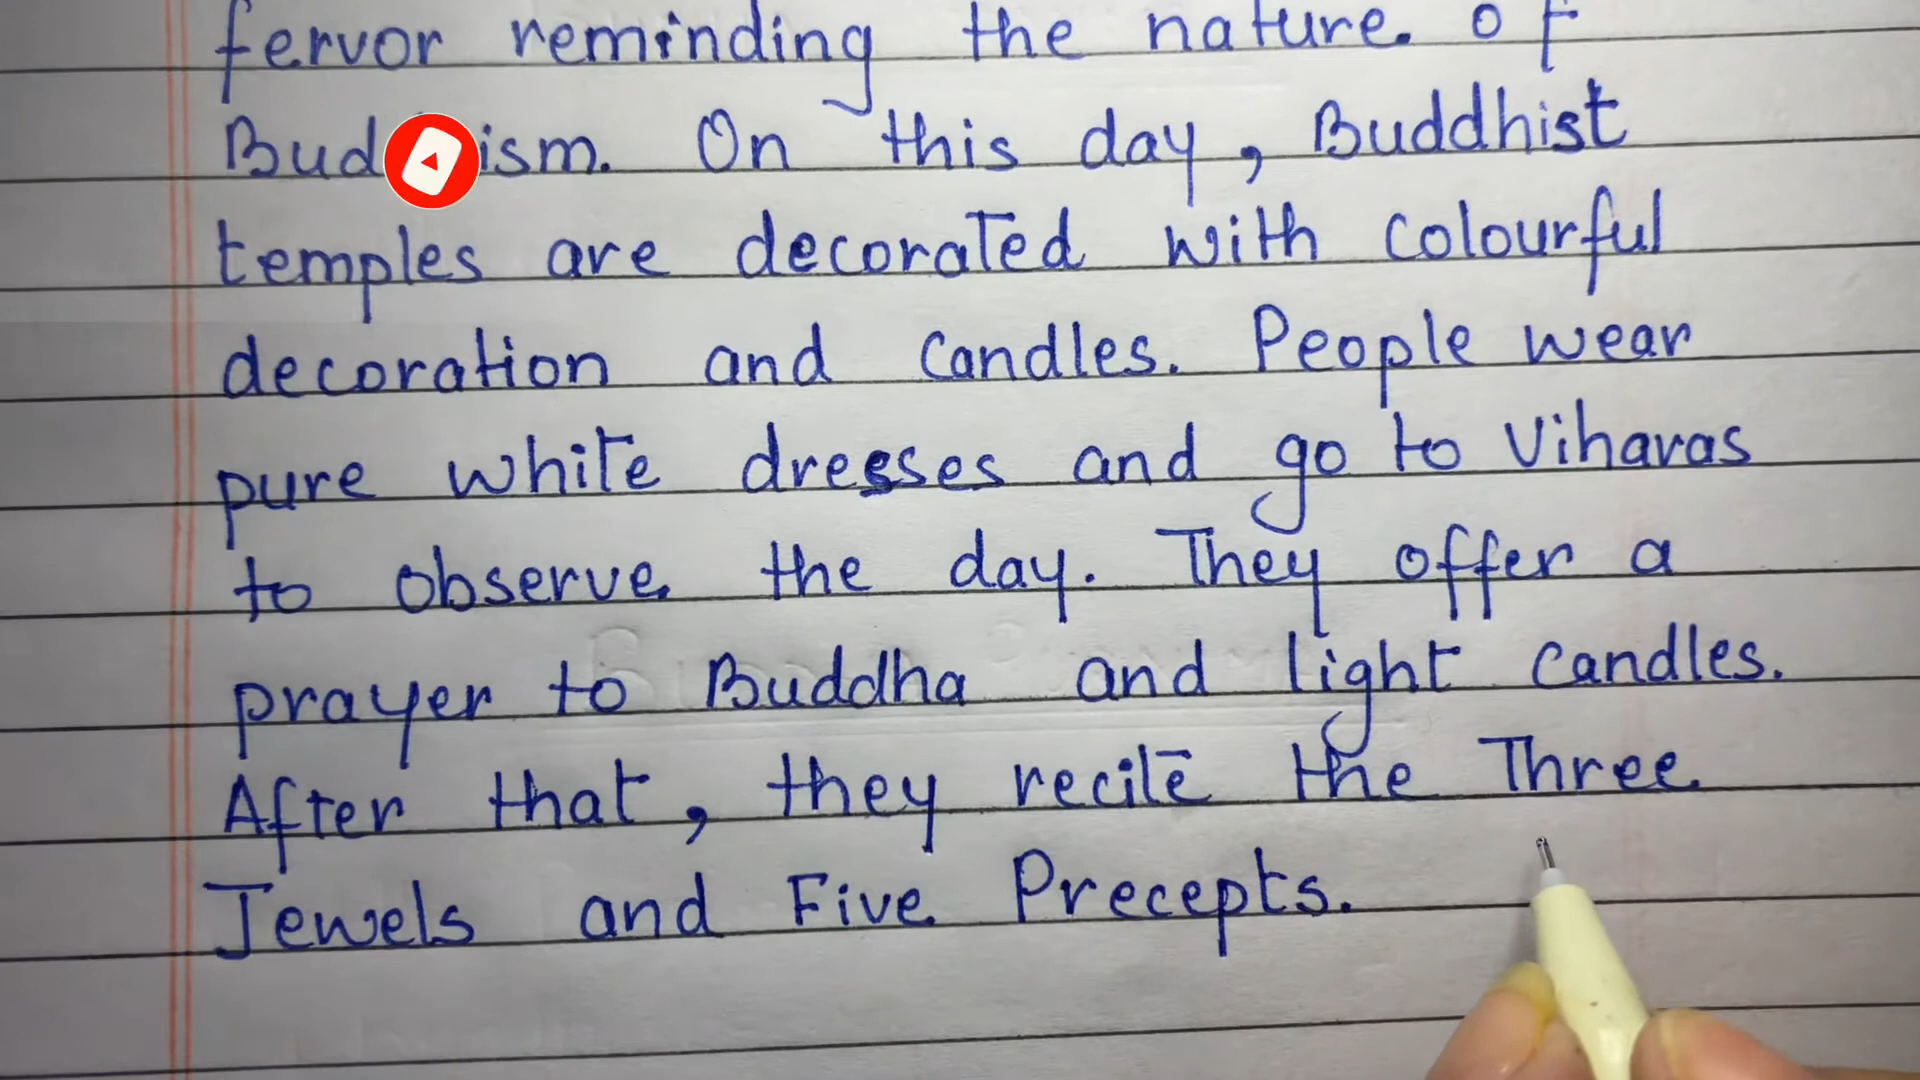 fervor reminding the nature of
Buddhism. On this day, Buddhist
temples are decorated with colourful
decoration and candles. People wear
pure white dresses and go to Viharas
to observe the day. They offer a
prayer to Buddha and light candles.
After that, they recite the Three
Jewels and Five Precepts.